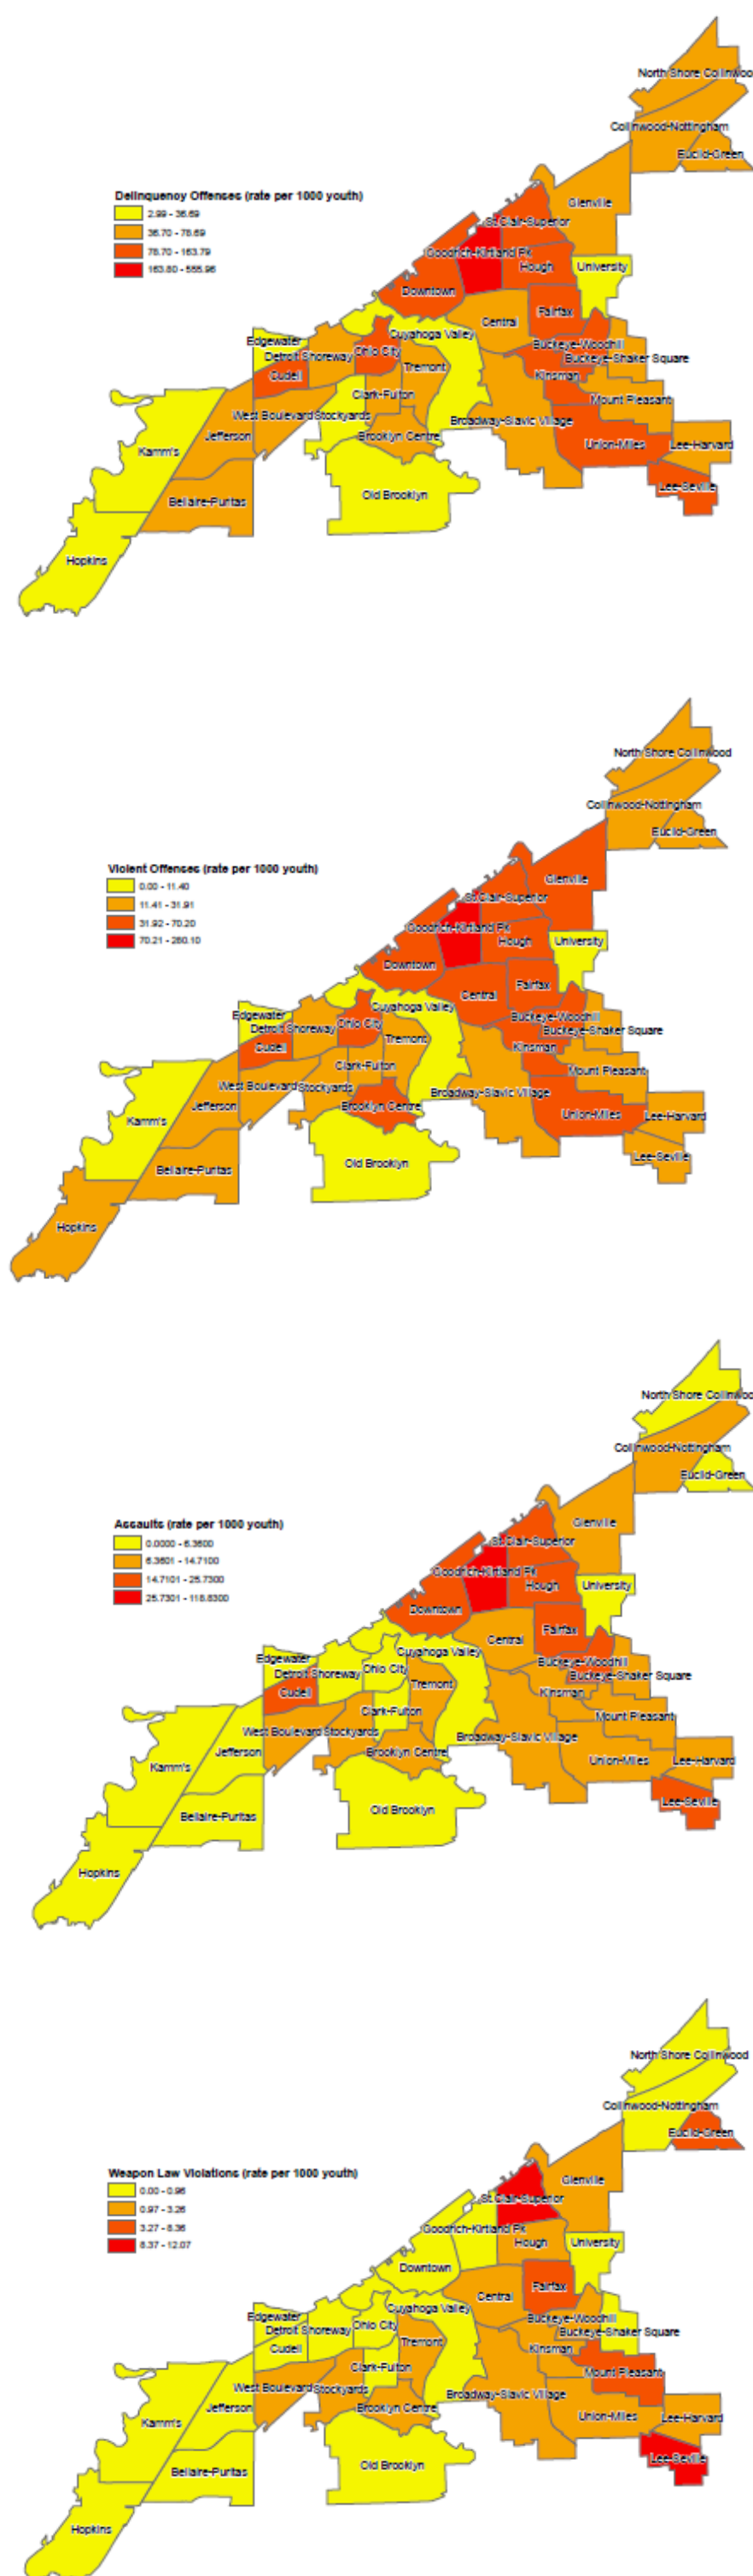 North Shore Collinwoo
Collinwood-Nottingham
Euclid-Green
Delinquency Offenses (rate per 1000 youth)
2.99 - 36.69
36.70 - 78.69
78.70 - 163.79
163.80 - 555.96
Glenville
St.Clair-Superior
Goodrich-Kirtland Pk
Hough
University
Downtown
Fairfax
Central
Cuyahoga Valley
Edgewater
Detroit Shoreway
Ohio City
Buckeye-Woodhill
Buckeye-Shaker Square
Tremont
Cudell
Kinsman
Clark-Fulton
Mount Pleasant
West Boulevard
Stockyards
Broadway-Slavic Village
Jefferson
Brooklyn Centre
Union-Miles
Lee-Harvard
Kamm's
Lee-Seville
Old Brooklyn
Bellaire-Puritas
Hopkins
North Shore Collinwood
Collinwood-Nottingham
Euclid-Green
Violent Offenses (rate per 1000 youth)
0.00 - 11.40
11.41 - 31.91
31.92 - 70.20
70.21 - 260.10
Glenville
St.Clair-Superior
Goodrich-Kirtland Pk
Hough
University
Downtown
Fairfax
Central
Cuyahoga Valley
Edgewater
Detroit Shoreway
Ohio City
Buckeye-Woodhill
Buckeye-Shaker Square
Tremont
Cudell
Kinsman
Clark-Fulton
Mount Pleasant
West Boulevard
Stockyards
Broadway-Slavic Village
Jefferson
Brooklyn Centre
Union-Miles
Lee-Harvard
Kamm's
Lee-Seville
Old Brooklyn
Bellaire-Puritas
Hopkins
North Shore Collinwoo
Collinwood-Nottingham
Euclid-Green
Assaults (rate per 1000 youth)
0.0000 - 6.3600
6.3601 - 14.7100
14.7101 - 25.7300
25.7301 - 118.8300
Glenville
St.Clair-Superior
Goodrich-Kirtland Pk
Hough
University
Downtown
Fairfax
Central
Cuyahoga Valley
Edgewater
Detroit Shoreway
Ohio City
Buckeye-Woodhill
Buckeye-Shaker Square
Tremont
Cudell
Kinsman
Clark-Fulton
Mount Pleasant
West Boulevard
Stockyards
Broadway-Slavic Village
Jefferson
Brooklyn Centre
Union-Miles
Lee-Harvard
Kamm's
Lee-Seville
Old Brooklyn
Bellaire-Puritas
Hopkins
North Shore Collinwood
Collinwood-Nottingham
Euclid-Green
Weapon Law Violations (rate per 1000 youth)
0.00 - 0.96
0.97 - 3.26
3.27 - 8.36
8.37 - 12.07
Glenville
St.Clair-Superior
Goodrich-Kirtland Pk
Hough
University
Downtown
Fairfax
Central
Cuyahoga Valley
Edgewater
Detroit Shoreway
Ohio City
Buckeye-Woodhill
Buckeye-Shaker Square
Tremont
Cudell
Kinsman
Clark-Fulton
Mount Pleasant
West Boulevard
Stockyards
Broadway-Slavic Village
Jefferson
Brooklyn Centre
Union-Miles
Lee-Harvard
Kamm's
Lee-Seville
Old Brooklyn
Bellaire-Puritas
Hopkins